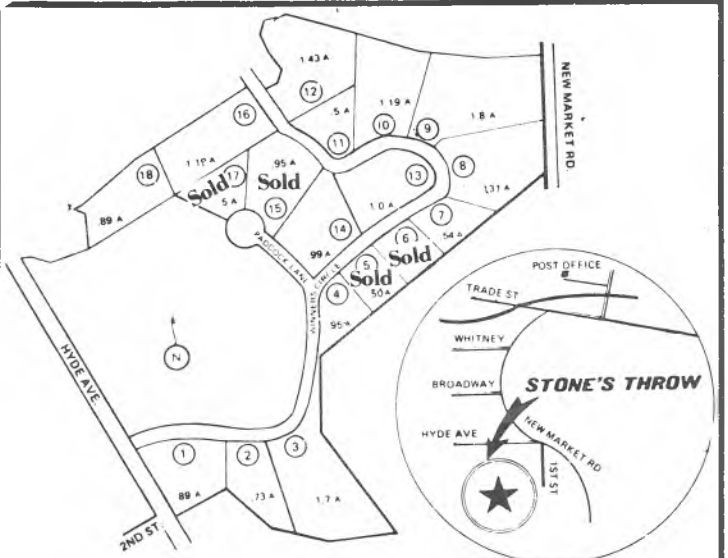 1.43 A
12
16
.5 A
1.19 A
11
10
9
1.8 A
NEW MARKET RD.
18
1.19 A
17
.95 A
Sold
Sold
.5 A
15
13
8
1.37 A
1.0 A
7
.54 A
89 A
14
99 A
6
5
Sold
Sold
.50 A
4
.95 A
PADDOCK LANE
WINNERS CIRCLE
N
HYDE AVE.
1
2
3
89 A
.73 A
1.7 A
2ND ST.
POST OFFICE
TRADE ST
WHITNEY
BROADWAY
STONE'S THROW
HYDE AVE
NEW MARKET RD
1ST ST